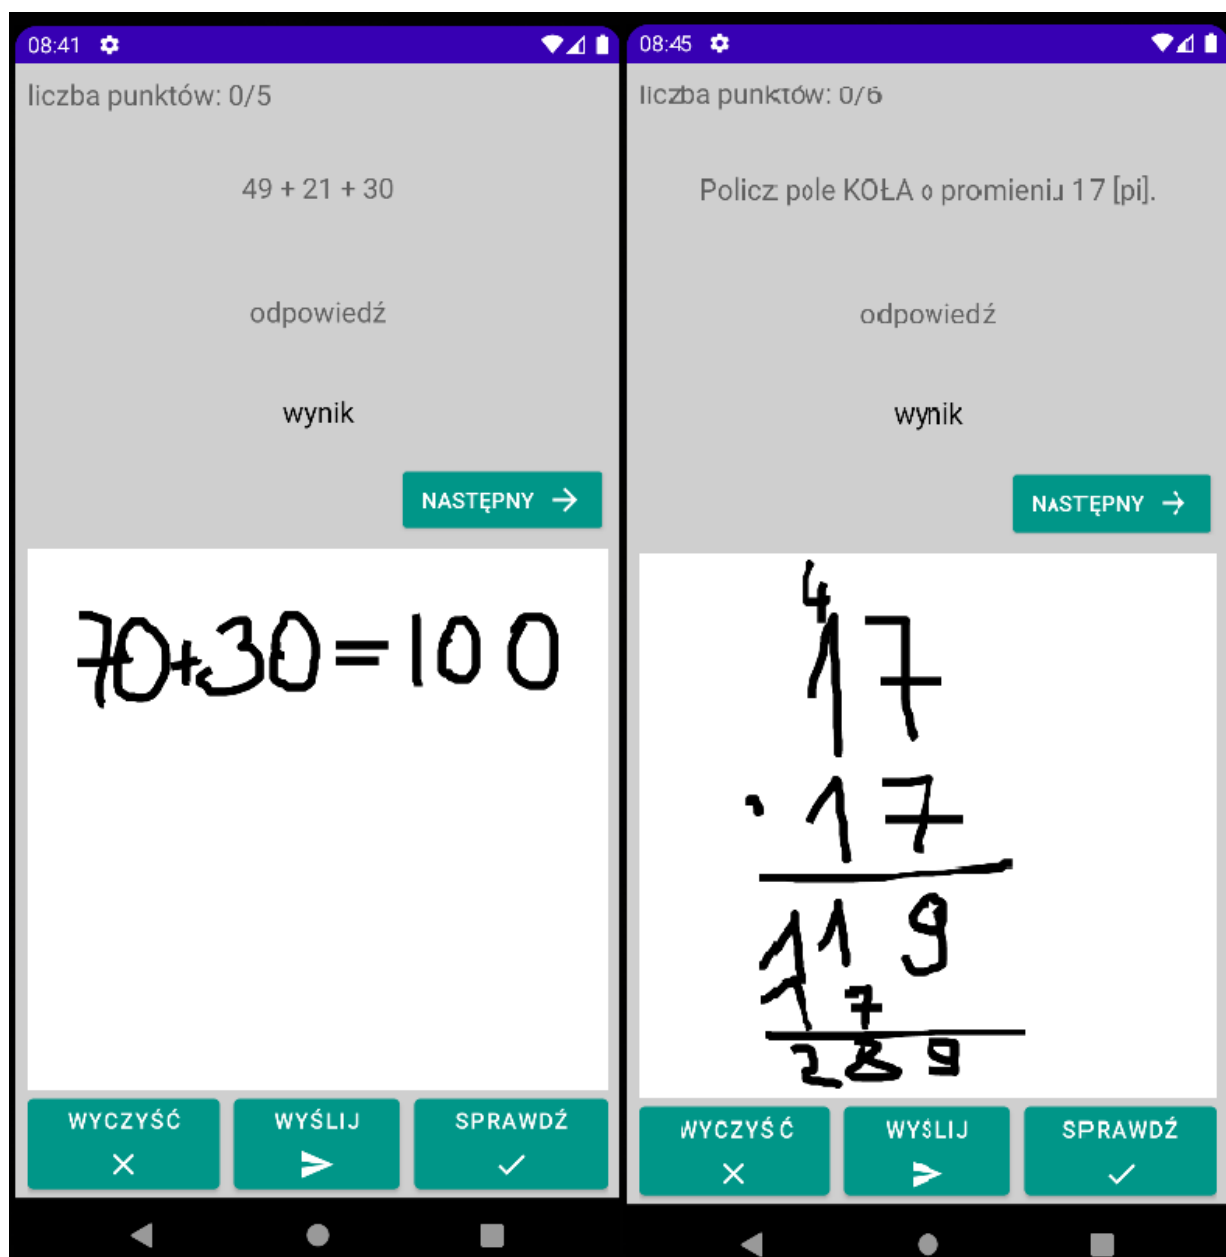 08:41
liczba punktów: 0/5
49 + 21 + 30
odpowiedź
wynik
NASTĘPNY
70+30=100
WYCZYŚĆ WYŚLIJ SPRAWDŹ
08:45
liczba punktów: 0/6
Policz pole KOŁA o promieniu 17 [pi].
odpowiedź
wynik
NASTĘPNY
4
17
· 17
119
17
289
WYCZYŚĆ WYŚLIJ SPRAWDŹ